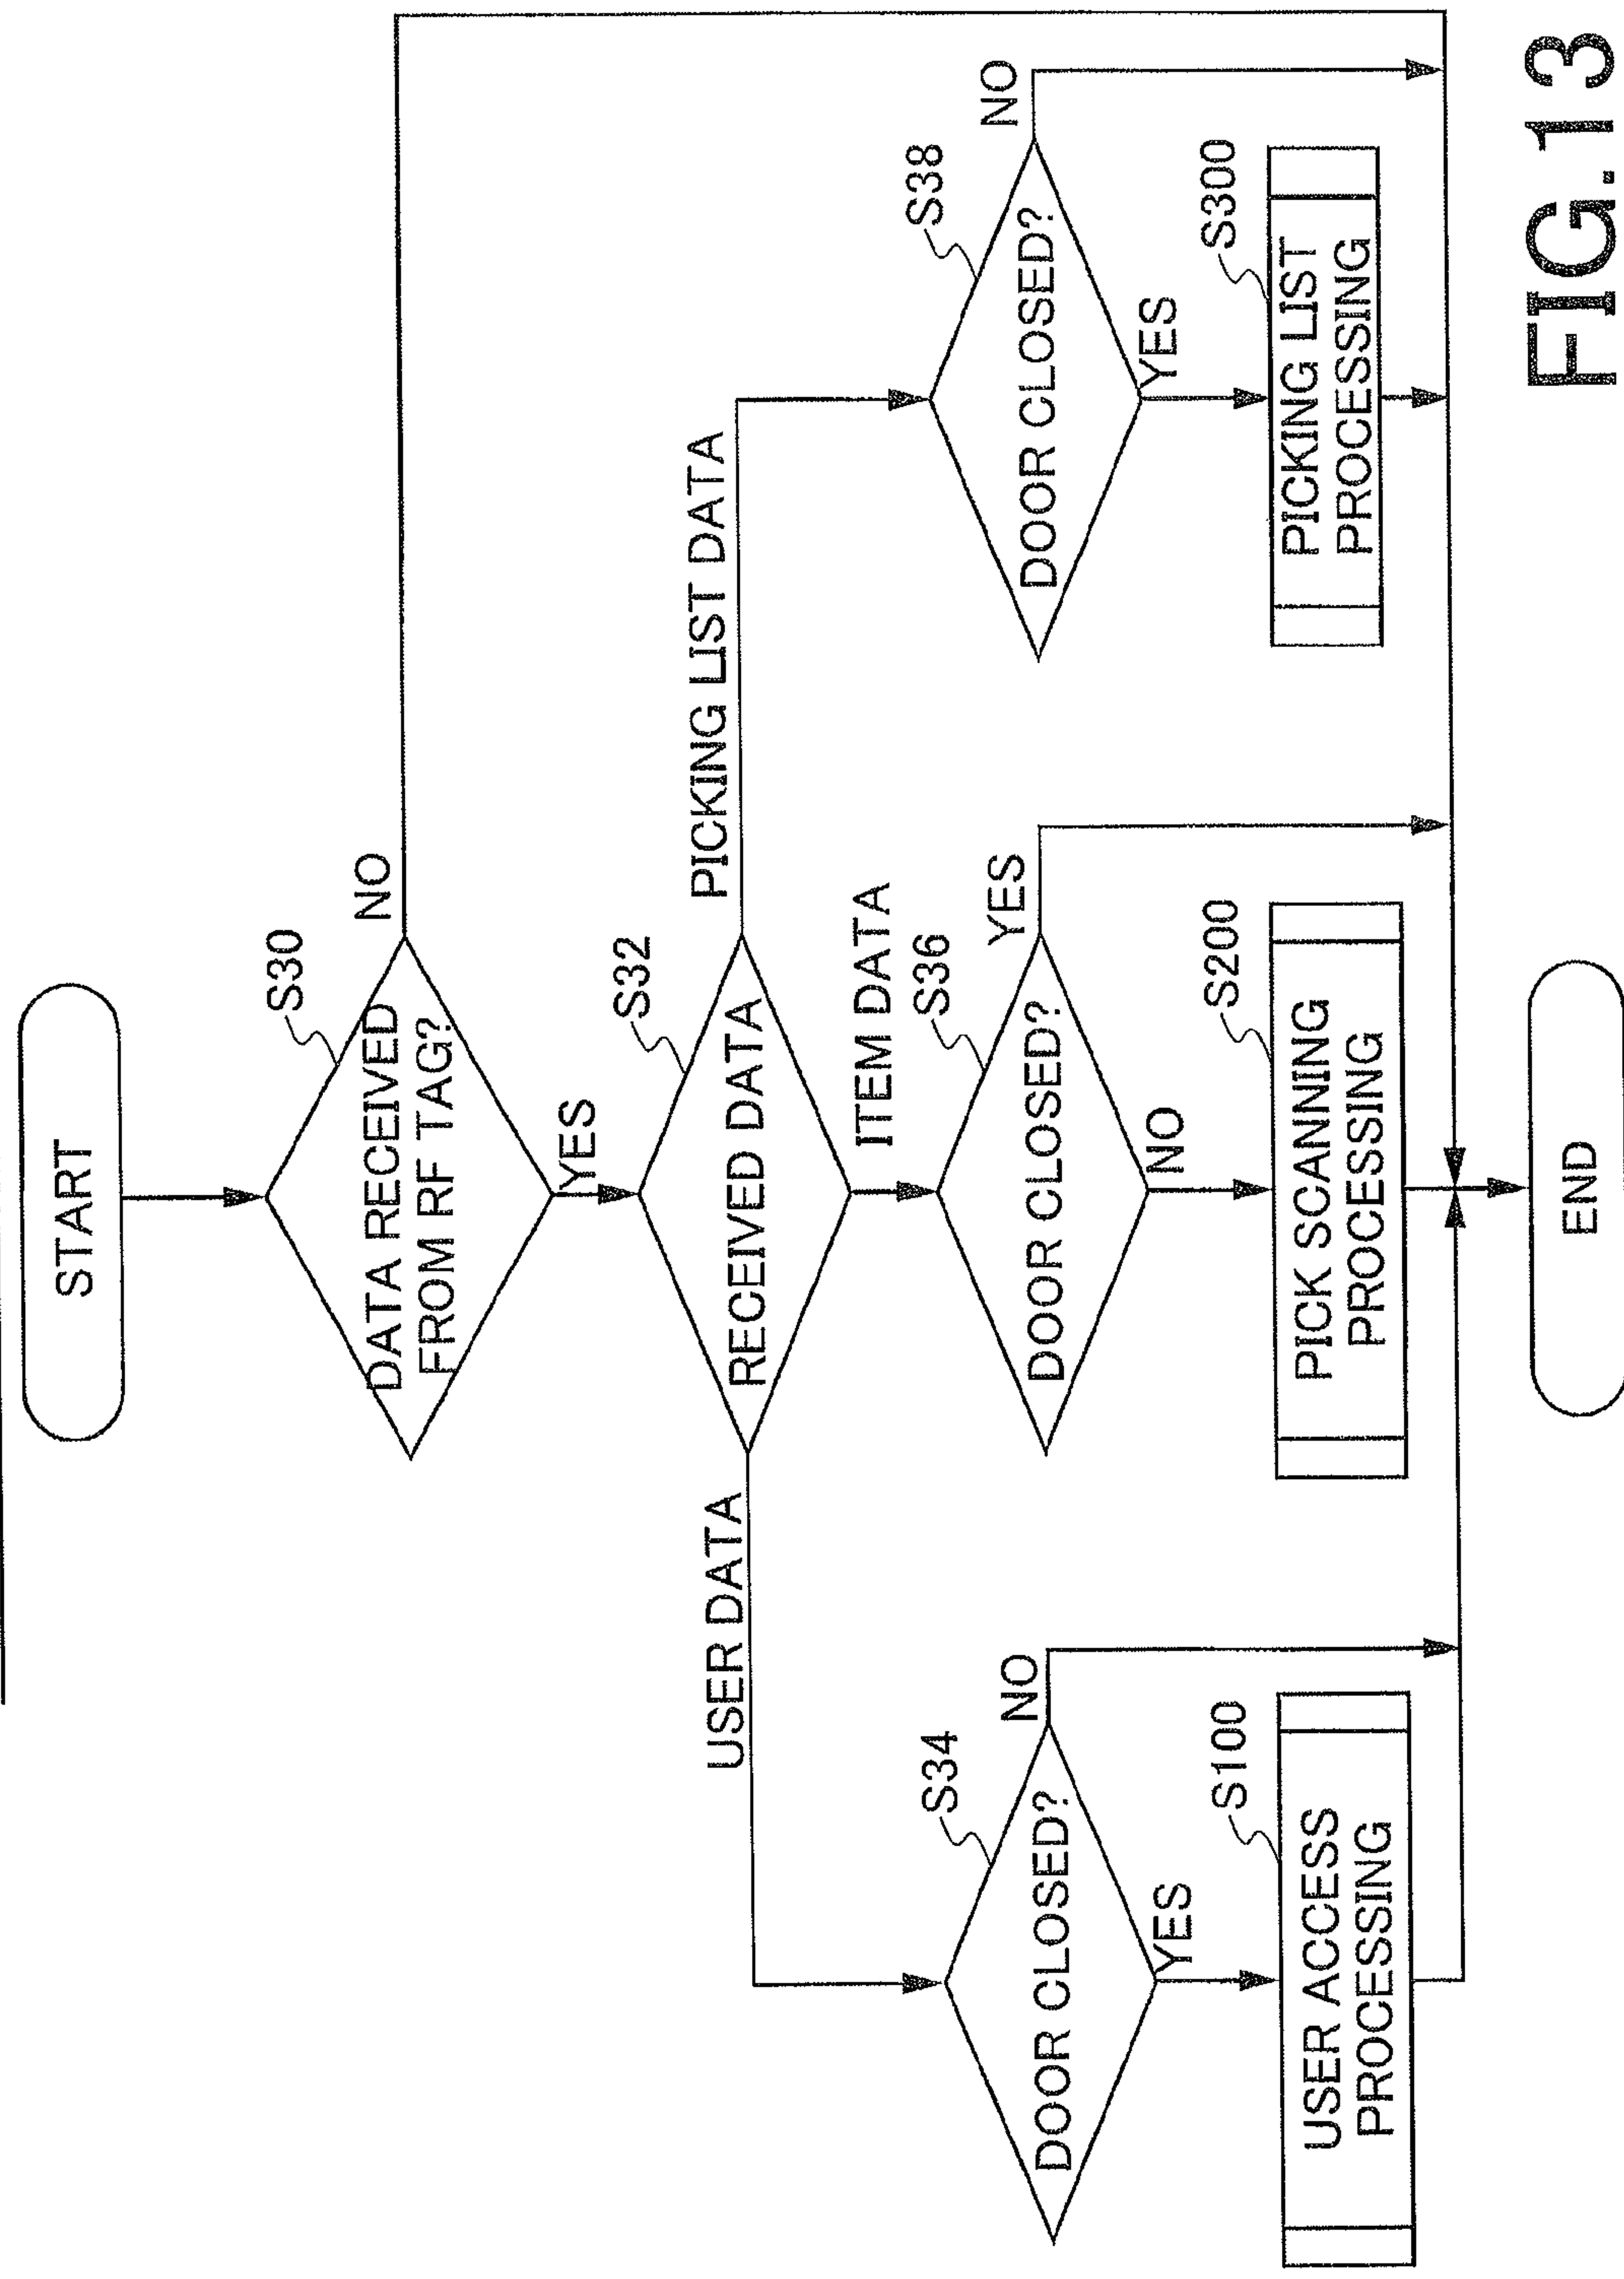 START
S30
DATA RECEIVED
FROM RF TAG?
NO
YES
S32
RECEIVED DATA
USER DATA
ITEM DATA
PICKING LIST DATA
S34
DOOR CLOSED?
NO
YES
S100
USER ACCESS
PROCESSING
S36
DOOR CLOSED?
YES
NO
S200
PICK SCANNING
PROCESSING
S38
DOOR CLOSED?
NO
YES
S300
PICKING LIST
PROCESSING
END
FIG.13